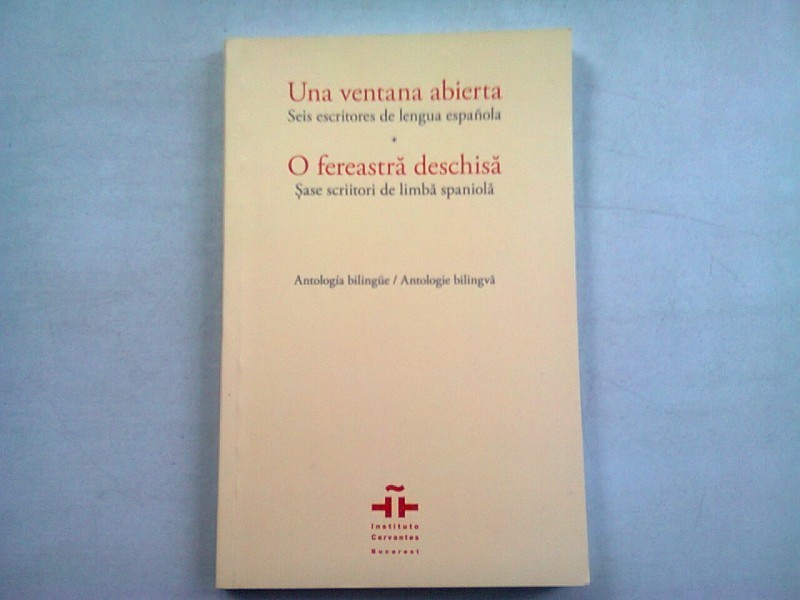 Una ventana abierta
Seis escritores de lengua española
*
O fereastră deschisă
Șase scriitori de limbă spaniolă
Antología bilingüe / Antologie bilingvă
Instituto
Cervantes
Bucarest